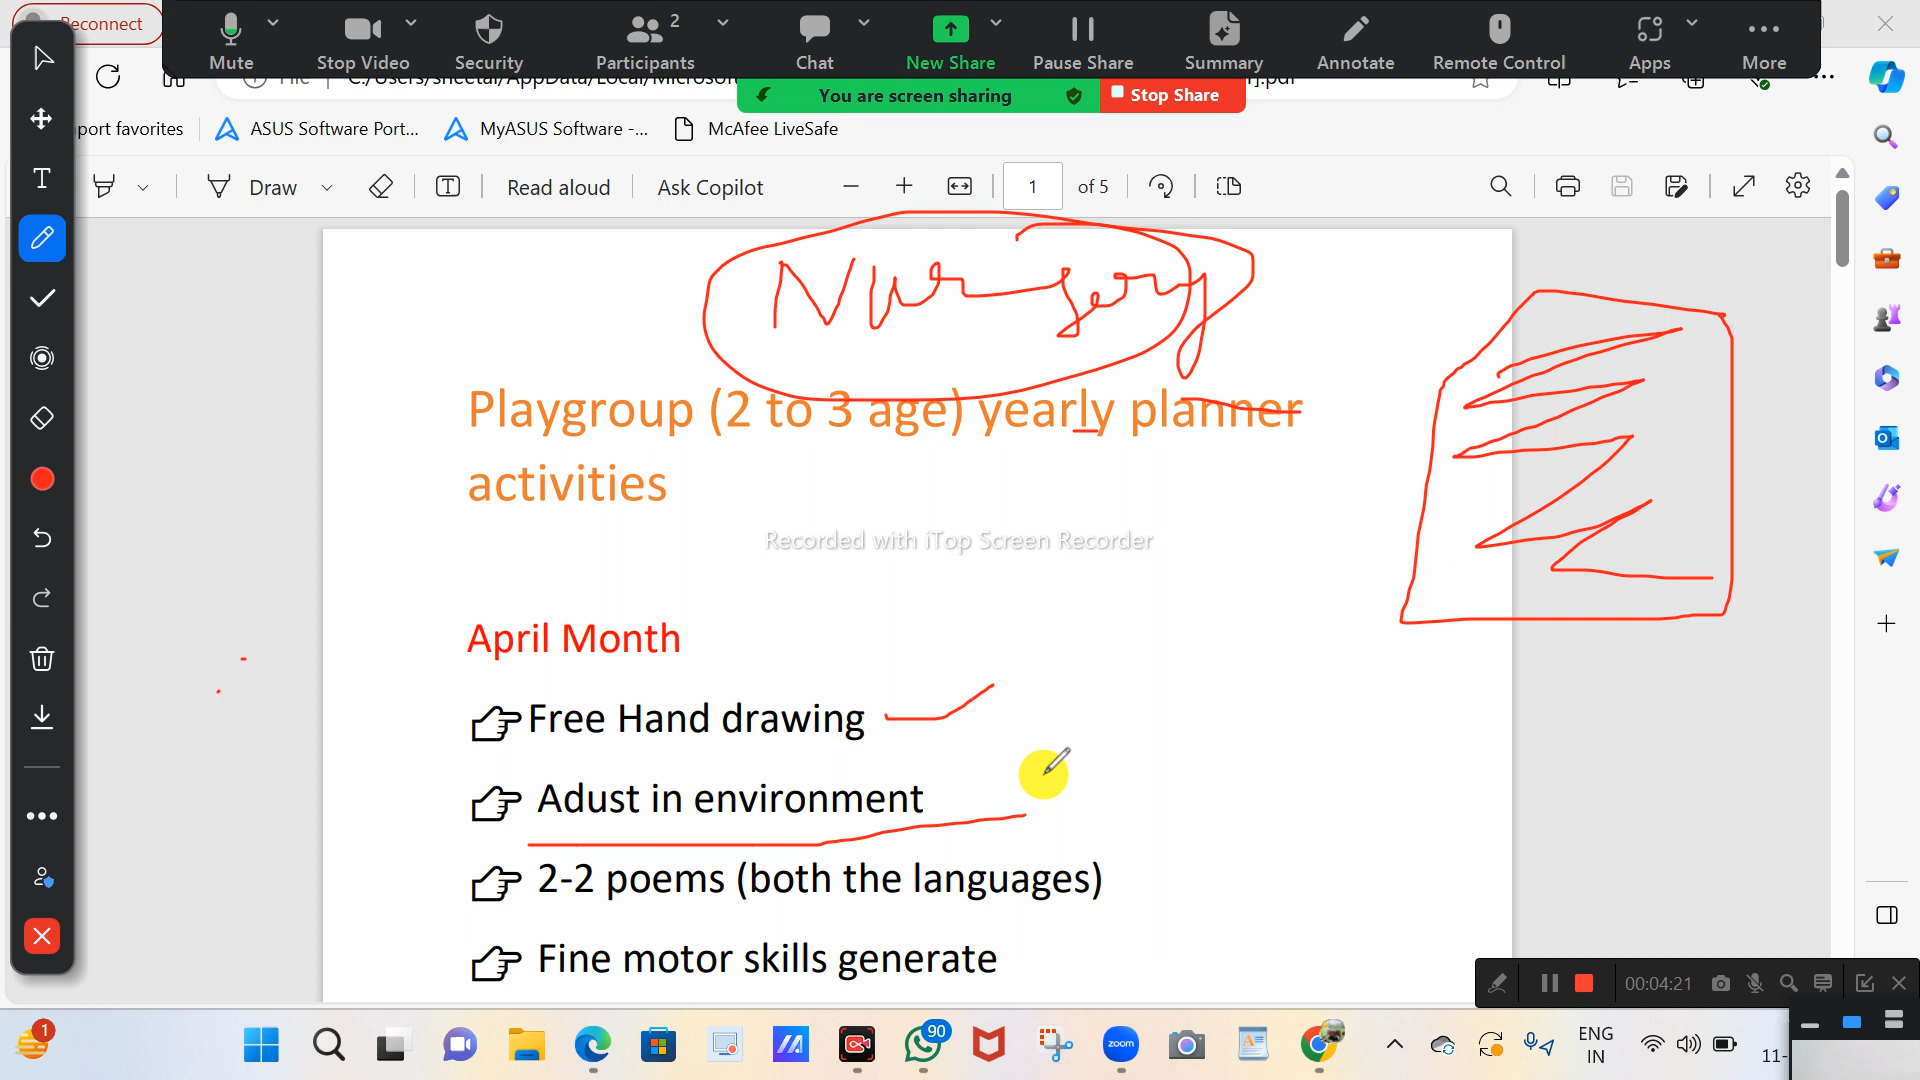 Reconnect
Mute
Stop Video
Security
Participants
2
Chat
New Share
Pause Share
Summary
Annotate
Remote Control
Apps
More
You are screen sharing
Stop Share
port favorites
ASUS Software Port...
MyASUS Software -...
McAfee LiveSafe
Draw
Read aloud
Ask Copilot
1
of 5
Nursery
Playgroup (2 to 3 age) yearly planner
activities
Recorded with iTop Screen Recorder
April Month
Free Hand drawing
Adust in environment
2-2 poems (both the languages)
Fine motor skills generate
00:04:21
1
90
zoom
ENG
IN
11-